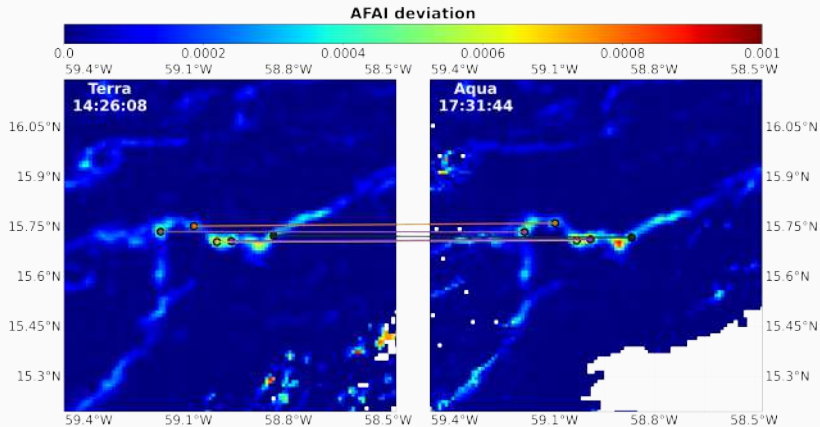 AFAI deviation
0.0 0.0002 0.0004 0.0006 0.0008 0.001
59.4°W 59.1°W 58.8°W 58.5°W 59.4°W 59.1°W 58.8°W 58.5°W
Terra Aqua
14:26:08 17:31:44
16.05°N 16.05°N
15.9°N 15.9°N
15.75°N 15.75°N
15.6°N 15.6°N
15.45°N 15.45°N
15.3°N 15.3°N
59.4°W 59.1°W 58.8°W 58.5°W 59.4°W 59.1°W 58.8°W 58.5°W